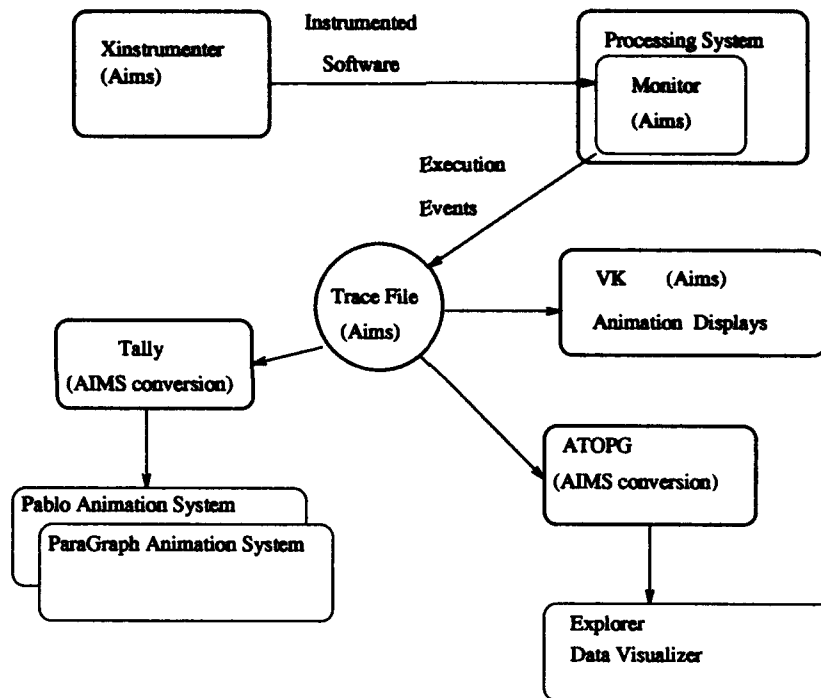 Xinstrumenter
(Aims)
Instrumented
Software
Processing System
Monitor
(Aims)
Execution
Events
Trace File
(Aims)
VK (Aims)
Animation Displays
Tally
(AIMS conversion)
ATOPG
(AIMS conversion)
Pablo Animation System
ParaGraph Animation System
Explorer
Data Visualizer